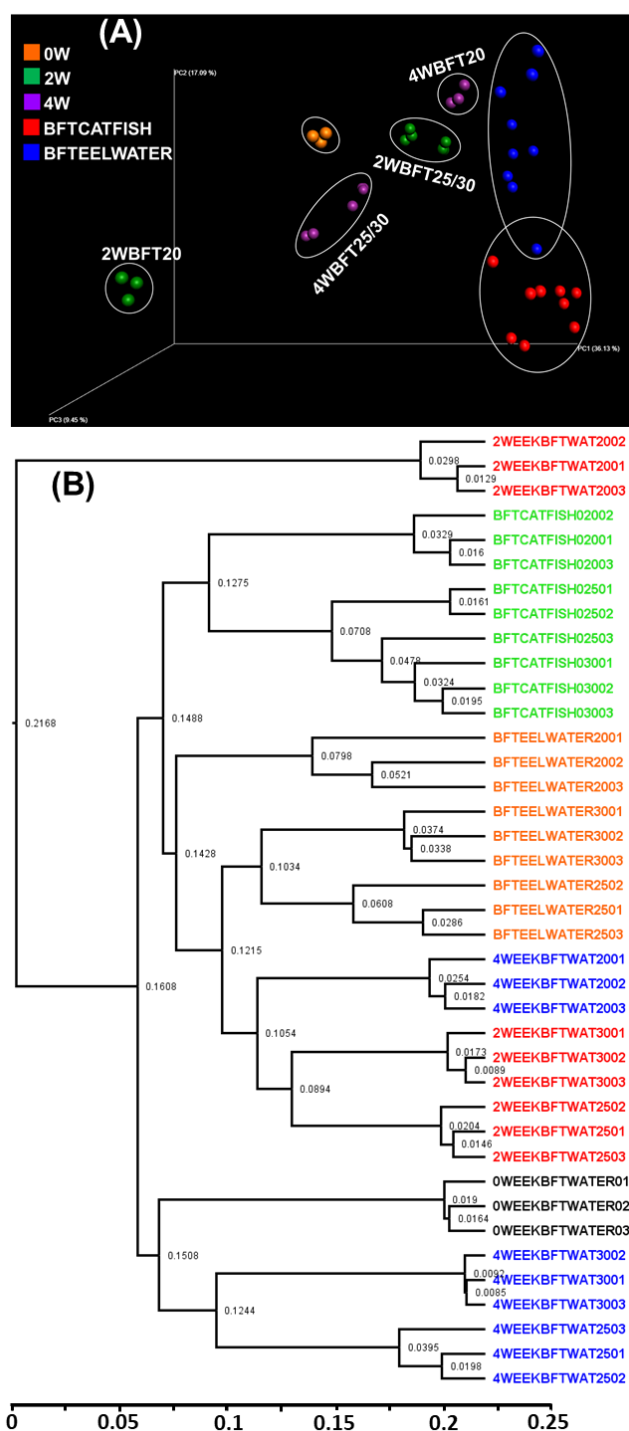 (A)
0W
2W
4W
BFTCATFISH
BFTEELWATER
PC2 (17.09 %)
4WBFT20
2WBFT25/30
4WBFT25/30
2WBFT20
PC1 (36.13 %)
PC3 (9.45 %)
(B)
2WEEKBFTWAT2002
0.0298
2WEEKBFTWAT2001
0.0129
2WEEKBFTWAT2003
BFTCATFISH02002
0.0329
BFTCATFISH02001
0.016
BFTCATFISH02003
0.1275
BFTCATFISH02501
0.0161
BFTCATFISH02502
0.0708
BFTCATFISH02503
0.0478
BFTCATFISH03001
0.0324
BFTCATFISH03002
0.0195
BFTCATFISH03003
0.1488
0.2168
BFTEELWATER2001
0.0798
BFTEELWATER2002
0.0521
BFTEELWATER2003
BFTEELWATER3001
0.0374
BFTEELWATER3002
0.0338
BFTEELWATER3003
0.1428
0.1034
BFTEELWATER2502
0.0608
BFTEELWATER2501
0.0286
BFTEELWATER2503
0.1215
4WEEKBFTWAT2001
0.0254
4WEEKBFTWAT2002
0.0182
4WEEKBFTWAT2003
0.1608
0.1054
2WEEKBFTWAT3001
0.0173
2WEEKBFTWAT3002
0.0089
2WEEKBFTWAT3003
0.0894
2WEEKBFTWAT2502
0.0204
2WEEKBFTWAT2501
0.0146
2WEEKBFTWAT2503
0WEEKBFTWATER01
0.019
0WEEKBFTWATER02
0.0164
0WEEKBFTWATER03
0.1508
4WEEKBFTWAT3002
0.0092
4WEEKBFTWAT3001
0.0085
4WEEKBFTWAT3003
0.1244
4WEEKBFTWAT2503
0.0395
4WEEKBFTWAT2501
0.0198
4WEEKBFTWAT2502
0 0.05 0.1 0.15 0.2 0.25